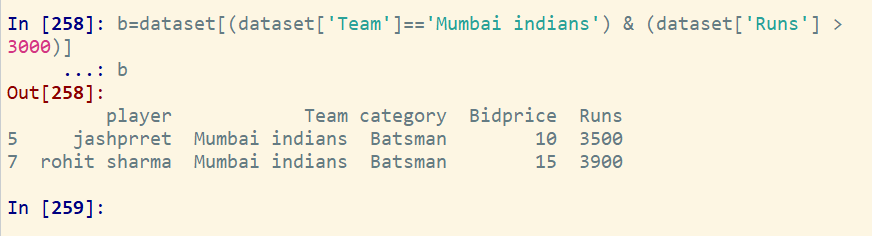 In [258]: b=dataset[(dataset['Team']=='Mumbai indians') & (dataset['Runs'] >
3000)]
...: b
Out[258]:
player Team category Bidprice Runs
5 jashprret Mumbai indians Batsman 10 3500
7 rohit sharma Mumbai indians Batsman 15 3900
In [259]: